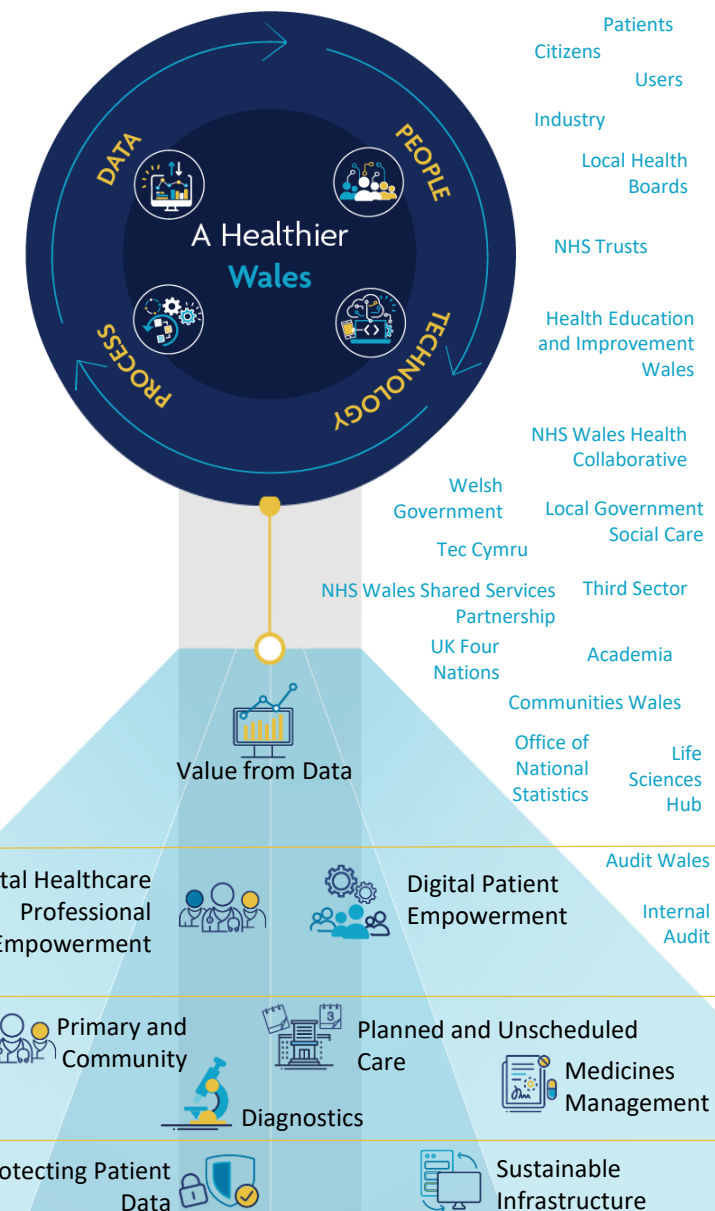 Patients
Citizens
Users
Industry
Local Health
Boards
NHS Trusts
Health Education
and Improvement
Wales
NHS Wales Health
Collaborative
DATA
PEOPLE
A Healthier
Wales
PROCESS
TECHNOLOGY
Welsh
Government
Local Government
Social Care
Tec Cymru
NHS Wales Shared Services
Partnership
Third Sector
UK Four
Nations
Academia
Communities Wales
Office of
National
Statistics
Life
Sciences
Hub
Value from Data
Audit Wales
Internal
Audit
tal Healthcare
Professional
Empowerment
Digital Patient
Empowerment
Primary and
Community
3
Planned and Unscheduled
Care
Medicines
Management
Diagnostics
otecting Patient
Data
Sustainable
Infrastructure